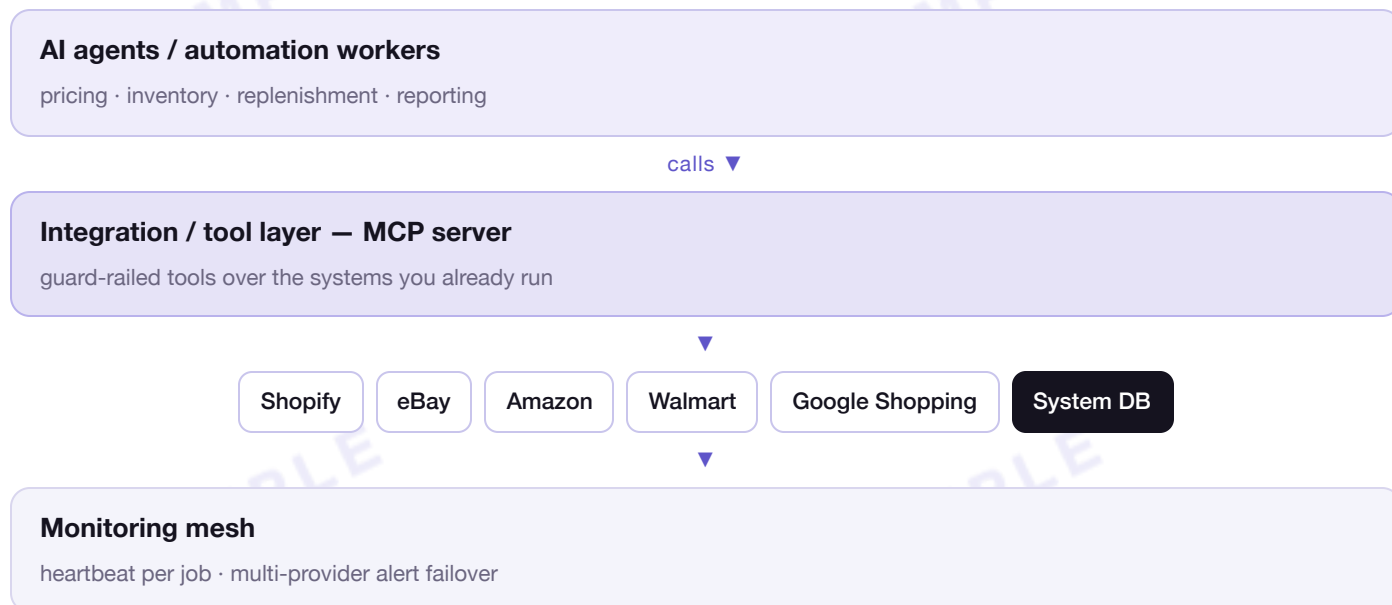 AI agents / automation workers
pricing · inventory · replenishment · reporting
calls ▼
Integration / tool layer — MCP server
guard-railed tools over the systems you already run
▼
Shopify eBay Amazon Walmart Google Shopping System DB
▼
Monitoring mesh
heartbeat per job · multi-provider alert failover